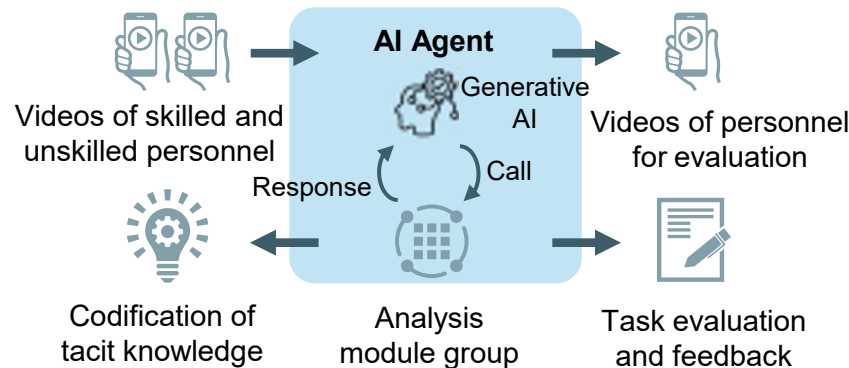 AI Agent
Generative
AI
Videos of skilled and
unskilled personnel
Videos of personnel
for evaluation
Response
Call
Codification of
tacit knowledge
Analysis
module group
Task evaluation
and feedback